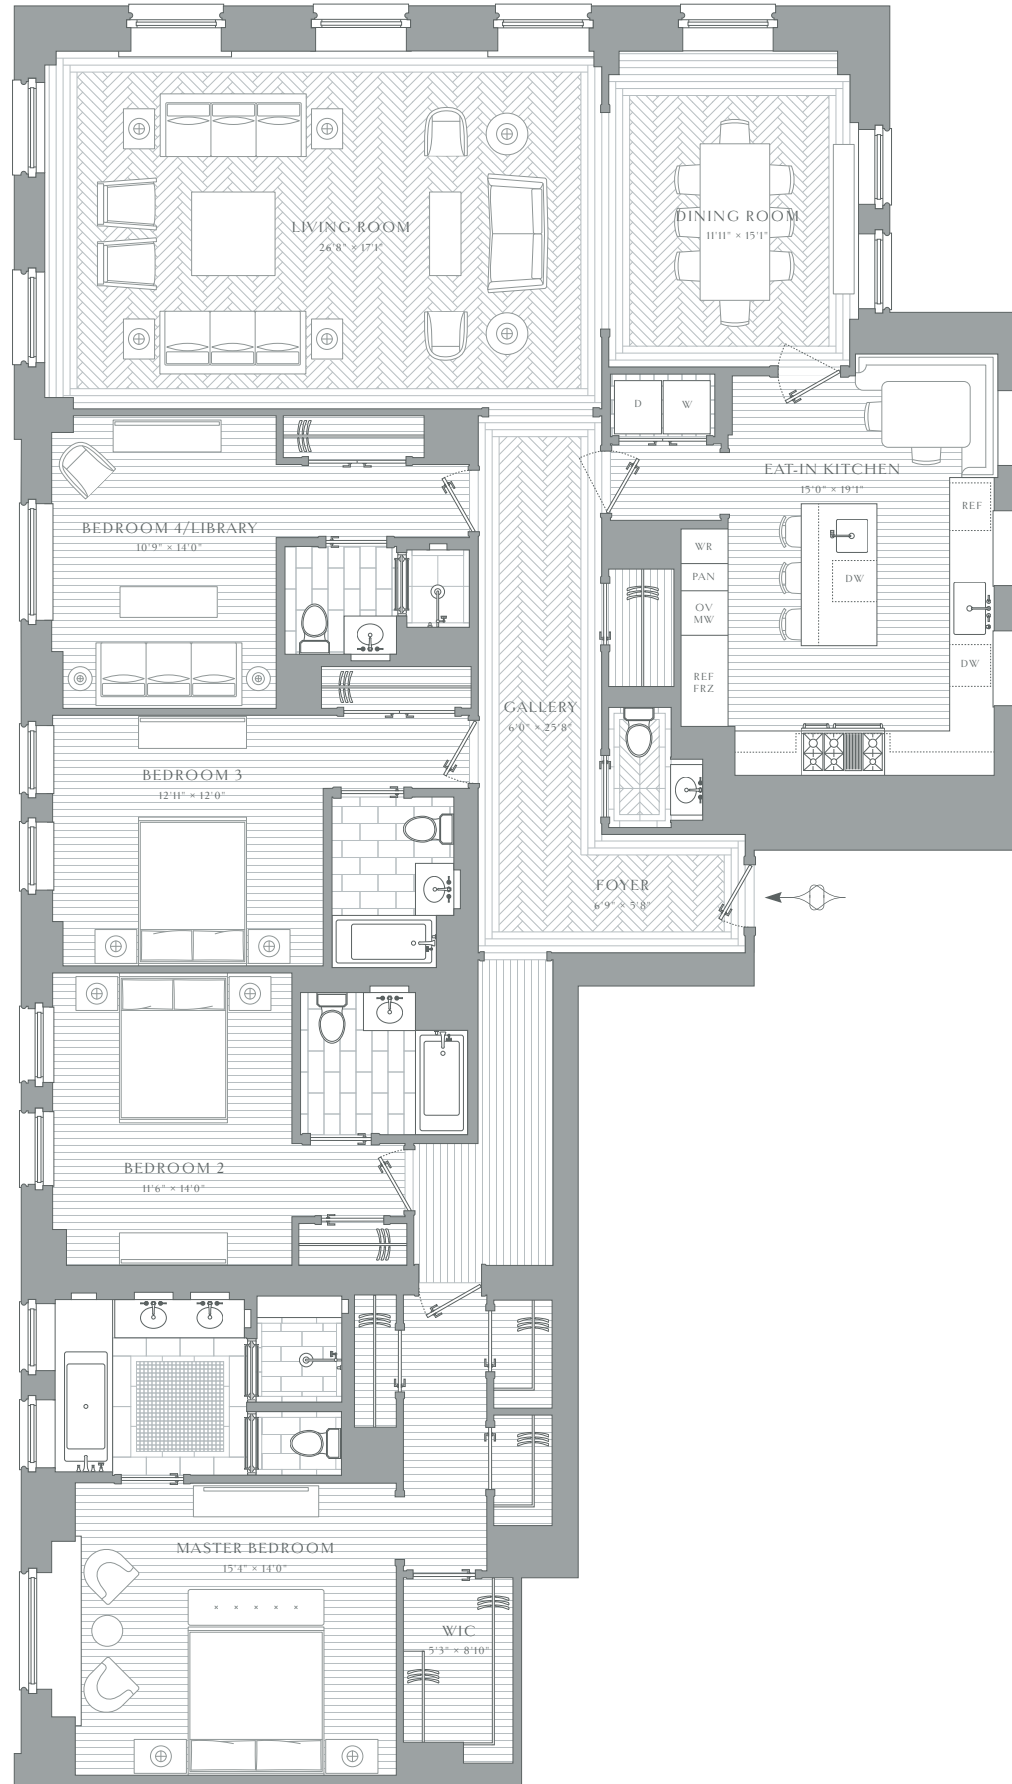 LIVING ROOM
26'8" × 17'1"
DINING ROOM
11'11" × 15'1"
D
W
EAT-IN KITCHEN
15'0" × 19'1"
REF
BEDROOM 4/LIBRARY
10'9" × 14'0"
WR
PAN
OV
MW
REF
FRZ
DW
DW
GALLERY
6'0" × 25'8"
BEDROOM 3
12'11" × 12'0"
FOYER
6'9" × 5'8"
BEDROOM 2
11'6" × 14'0"
MASTER BEDROOM
15'4" × 14'0"
WIC
5'3" × 8'10"